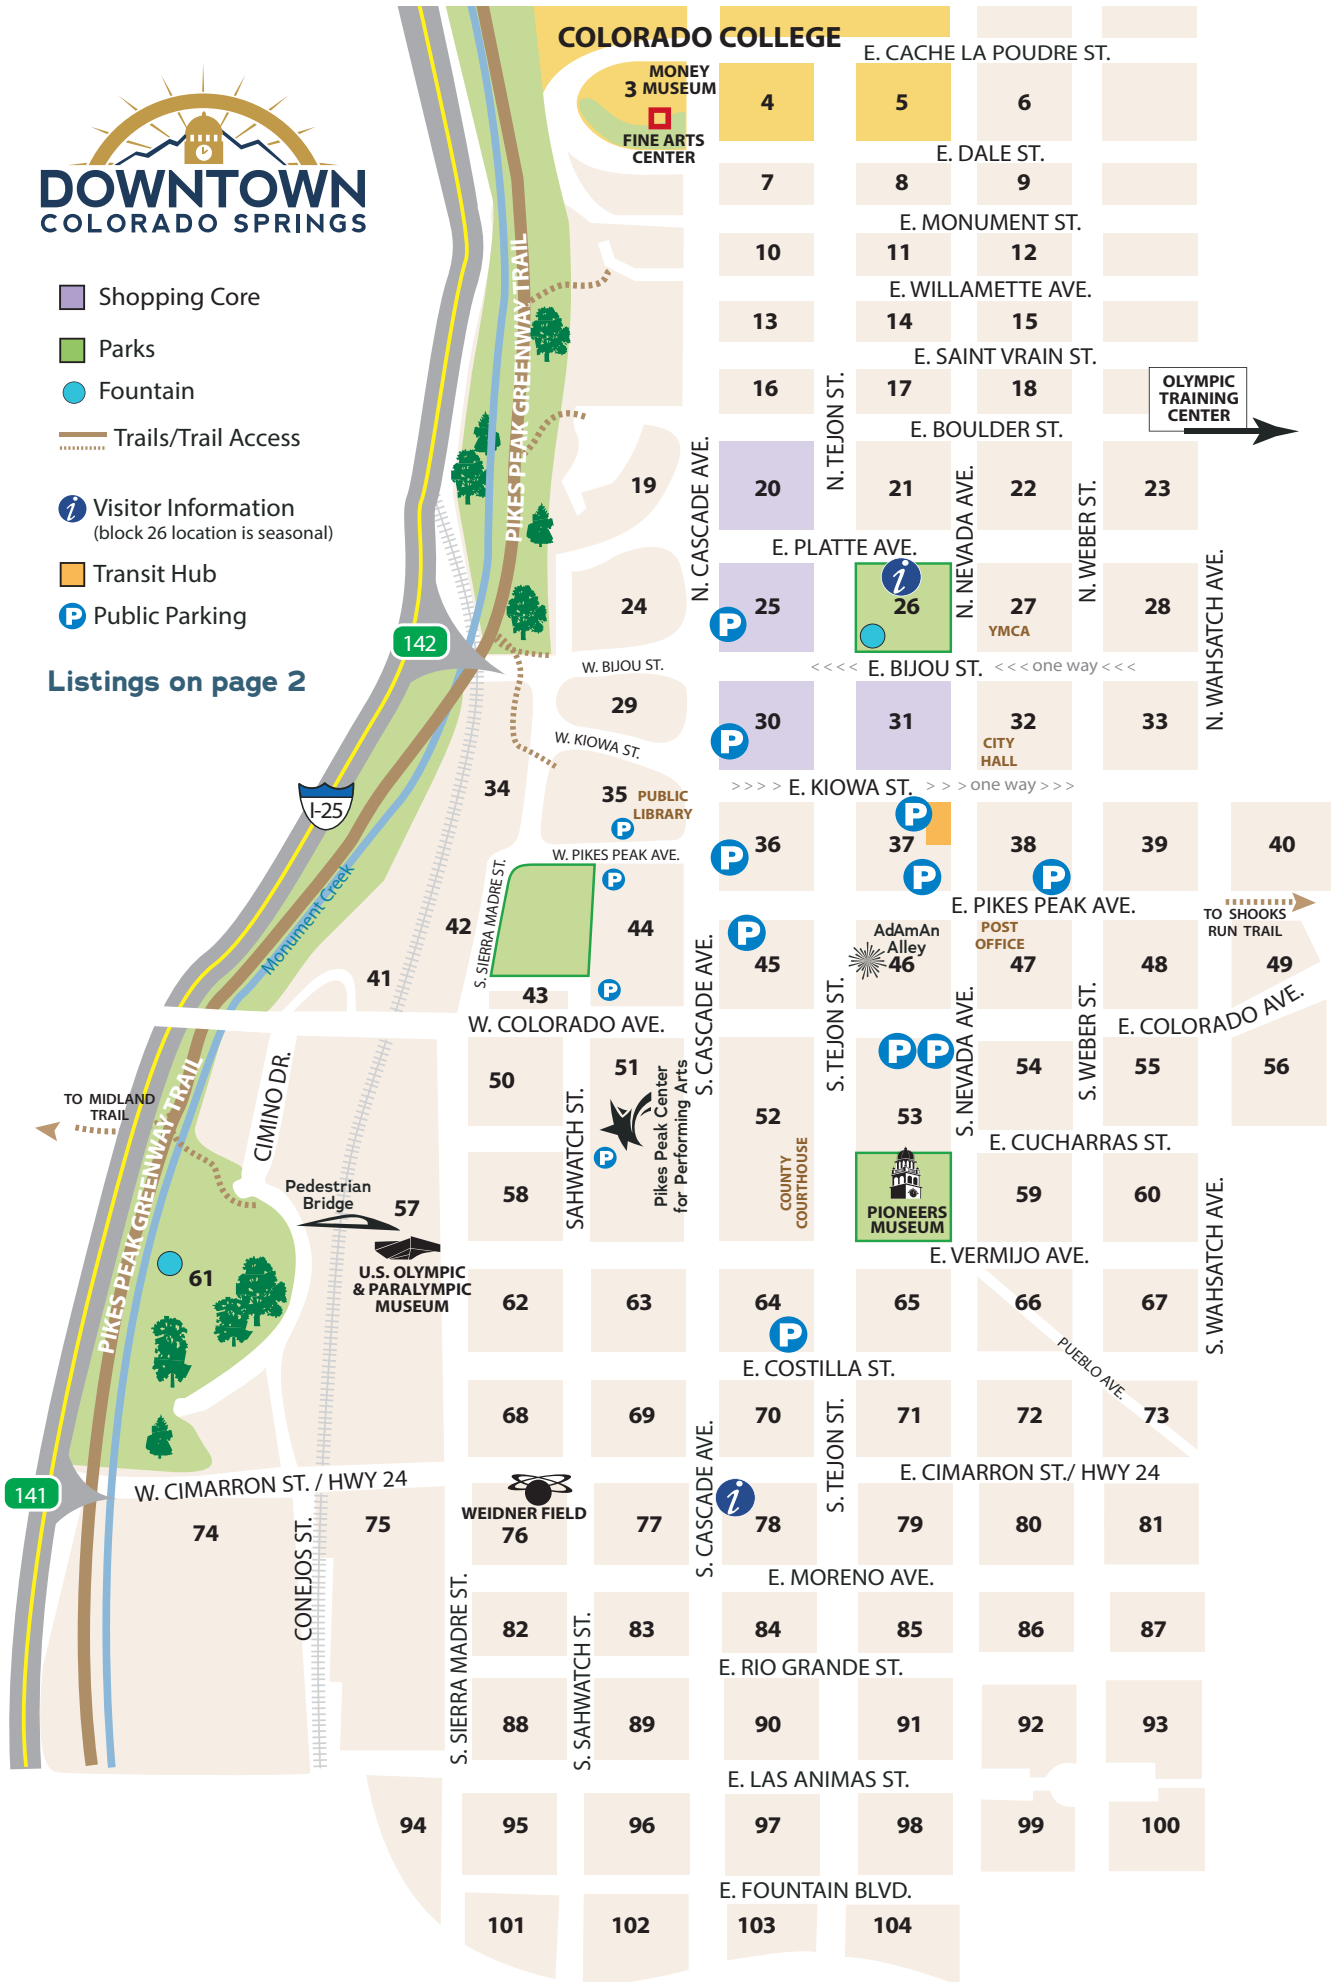 COLORADO COLLEGE
E. CACHE LA POUDRE ST.
MONEY
3 MUSEUM
4
5
6
FINE ARTS
CENTER
E. DALE ST.
DOWNTOWN
COLORADO SPRINGS
7
8
9
E. MONUMENT ST.
10
11
12
E. WILLAMETTE AVE.
Shopping Core
Parks
Fountain
Trails/Trail Access
Visitor Information
(block 26 location is seasonal)
Transit Hub
P Public Parking
Listings on page 2
13
14
15
E. SAINT VRAIN ST.
16
17
18
OLYMPIC
TRAINING
CENTER
E. BOULDER ST.
PIKES PEAK GREENWAY TRAIL
PIKES PEAK GREENWAY TRAIL
N. CASCADE AVE.
N. TEJON ST.
N. NEVADA AVE.
N. WEBER ST.
N. WAHSATCH AVE.
19
20
21
22
23
E. PLATTE AVE.
i
24
P
25
26
27
YMCA
28
142
W. BIJOU ST.
<<<< E. BIJOU ST. <<< one way <<<
29
30
P
31
32
CITY
HALL
33
W. KIOWA ST.
>>>> E. KIOWA ST. >>> one way >>>
I-25
34
35 PUBLIC
LIBRARY
P
P
36
P
37
P
38
P
39
40
W. PIKES PEAK AVE.
E. PIKES PEAK AVE.
TO SHOOKS
RUN TRAIL
Monument Creek
S. SIERRA MADRE ST.
P
41
42
43
44
P
P
45
AdAmAn
Alley
46
POST
OFFICE
47
48
49
W. COLORADO AVE.
E. COLORADO AVE.
S. CASCADE AVE.
S. TEJON ST.
S. NEVADA AVE.
S. WEBER ST.
PIKES PEAK GREENWAY TRAIL
TO MIDLAND
TRAIL
CIMINO DR.
50
SAHWATCH ST.
51
Pikes Peak Center
for Performing Arts
P
52
COUNTY
COURTHOUSE
P
P
53
54
55
56
E. CUCHARRAS ST.
Pedestrian
Bridge
57
58
PIONEERS
MUSEUM
59
60
S. WAHSATCH AVE.
E. VERMIJO AVE.
61
U.S. OLYMPIC
& PARALYMPIC
MUSEUM
62
63
64
P
65
66
67
PUEBLO AVE.
E. COSTILLA ST.
68
69
70
71
72
73
S. CASCADE AVE.
S. TEJON ST.
141
W. CIMARRON ST. / HWY 24
E. CIMARRON ST./ HWY 24
74
CONEJOS ST.
75
WEIDNER FIELD
76
77
i
78
79
80
81
E. MORENO AVE.
S. SIERRA MADRE ST.
S. SAHWATCH ST.
82
83
84
85
86
87
E. RIO GRANDE ST.
88
89
90
91
92
93
E. LAS ANIMAS ST.
94
95
96
97
98
99
100
E. FOUNTAIN BLVD.
101
102
103
104